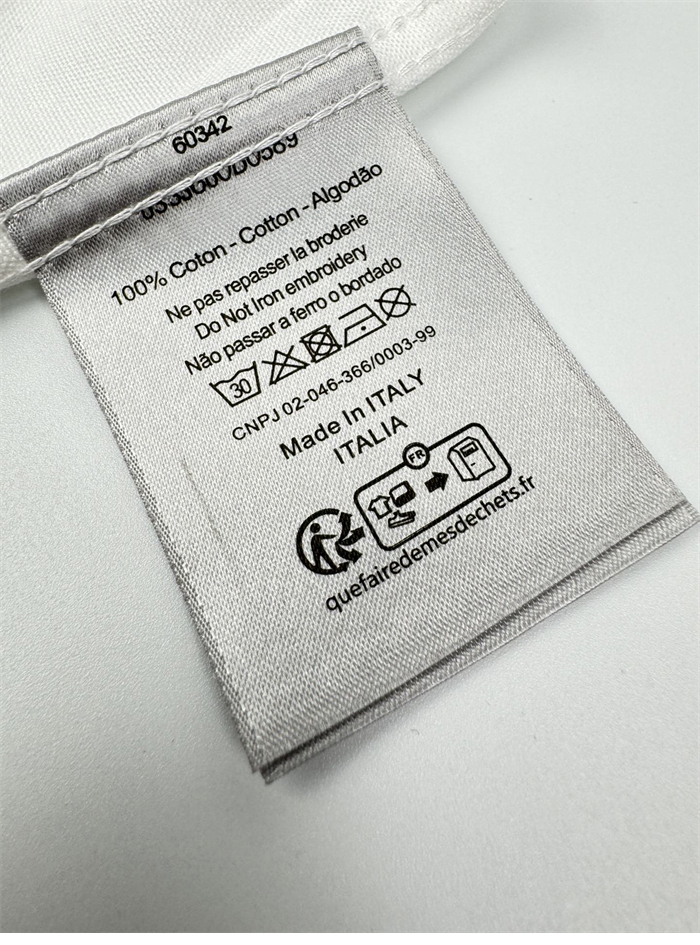 60342
100% Coton - Cotton - Algodão
Ne pas repasser la broderie
Do Not Iron embroidery
Não passar a ferro o bordado
30
CNPJ 02-046-366/0003-99
Made In ITALY
ITALIA
FR
quefairedemesdechets.fr